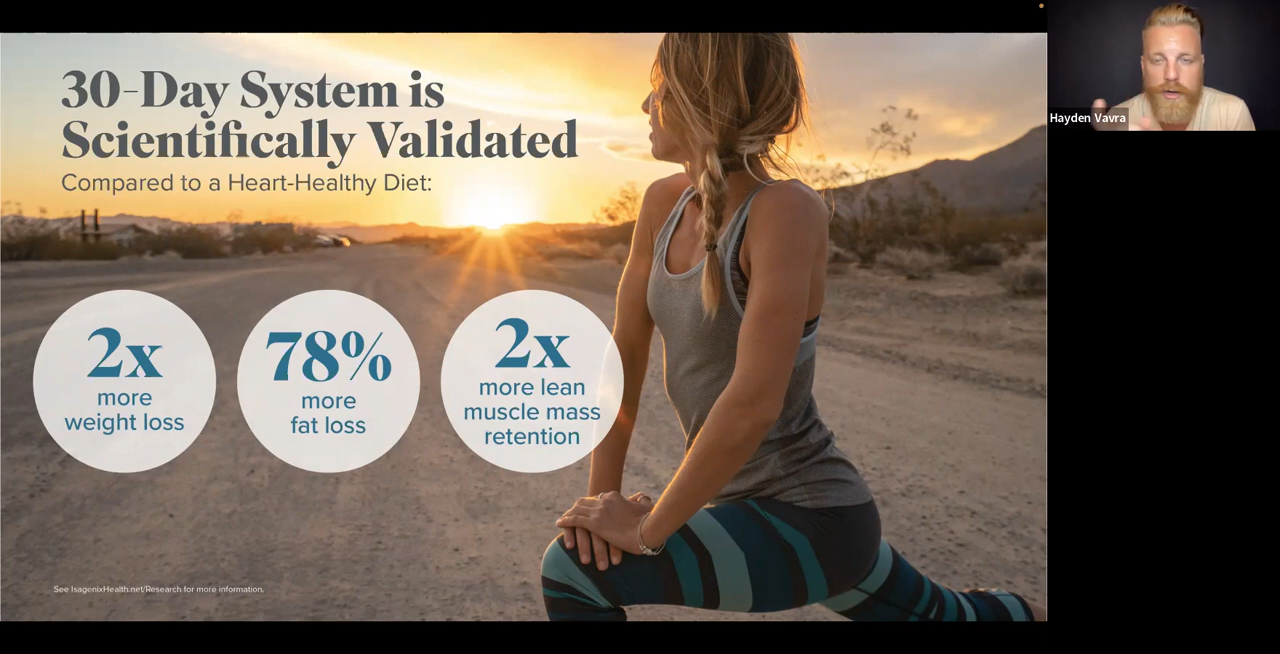 30-Day System is
Scientifically Validated
Compared to a Heart-Healthy Diet:
2x
more
weight loss
78%
more
fat loss
2x
more lean
muscle mass
retention
See IsagenixHealth.net/Research for more information.
Hayden Vavra